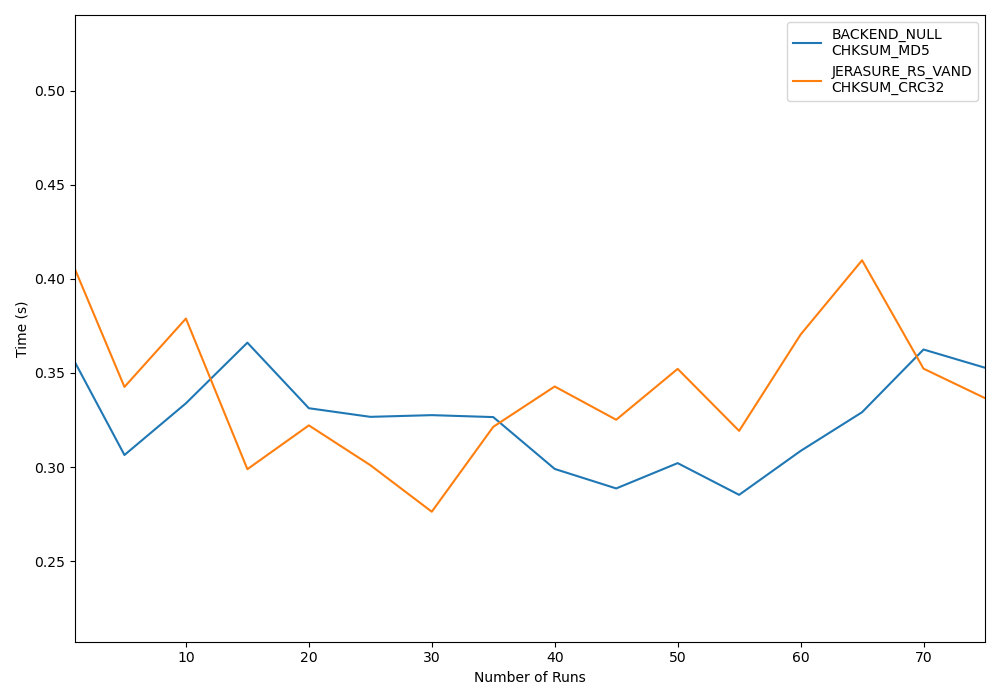 BACKEND_NULL
CHKSUM_MD5
JERASURE_RS_VAND
CHKSUM_CRC32
0.50
0.45
0.40
0.35
0.30
0.25
Time (s)
10 20 30 40 50 60 70
Number of Runs